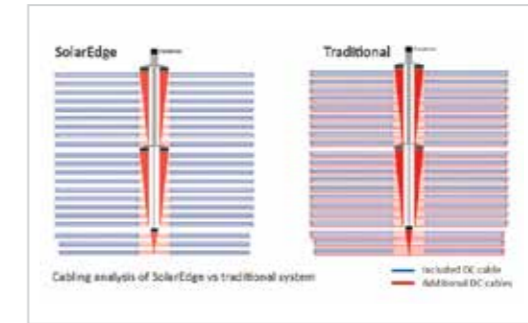 SolarEdge
Traditional
Cabling analysis of SolarEdge vs traditional system
Included DC cable
Additional DC cables